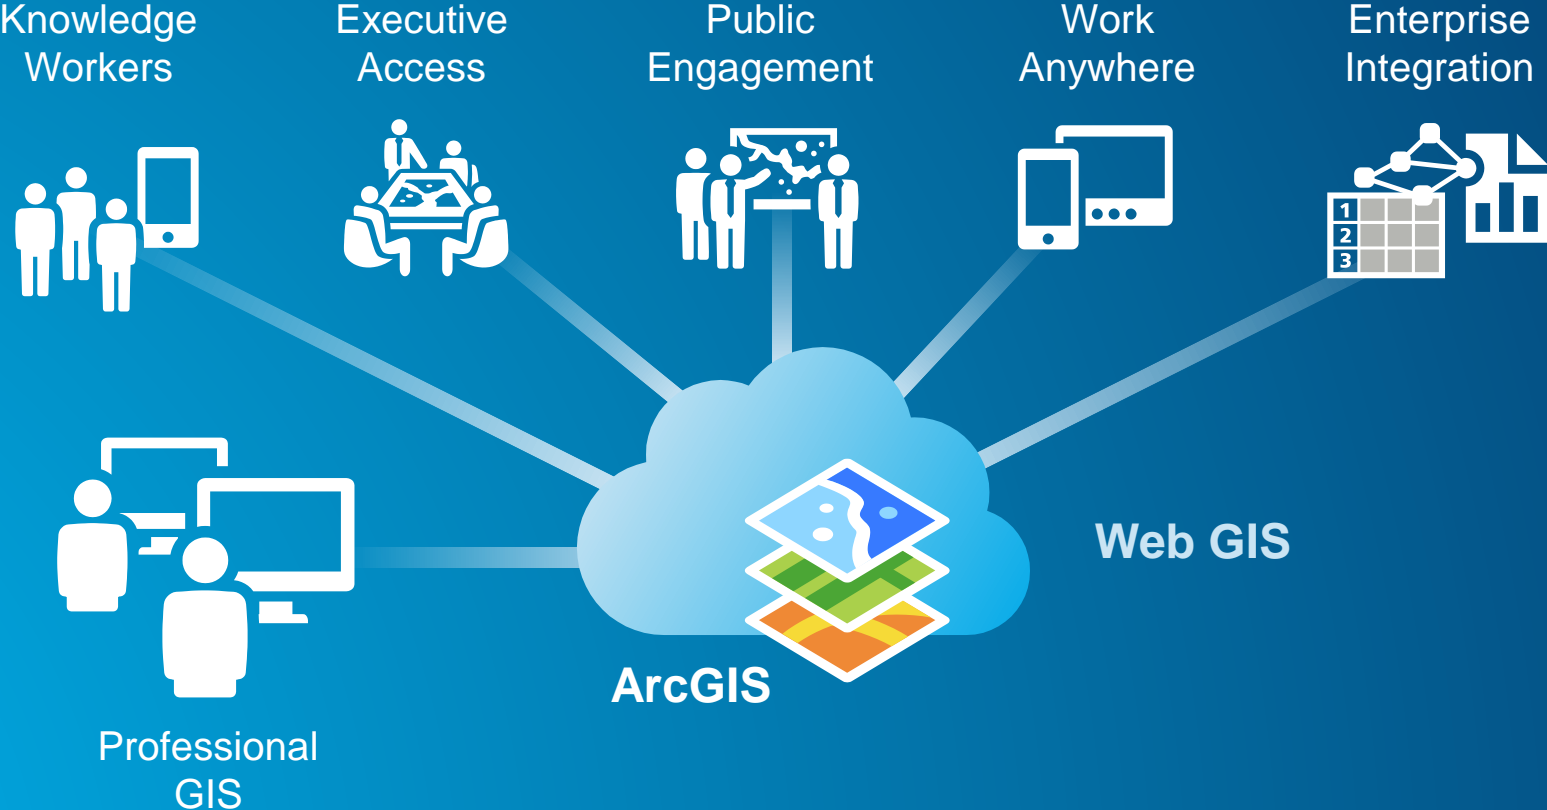 Knowledge
Workers
Executive
Access
Public
Engagement
Work
Anywhere
Enterprise
Integration
1
2
3
Web GIS
ArcGIS
Professional
GIS